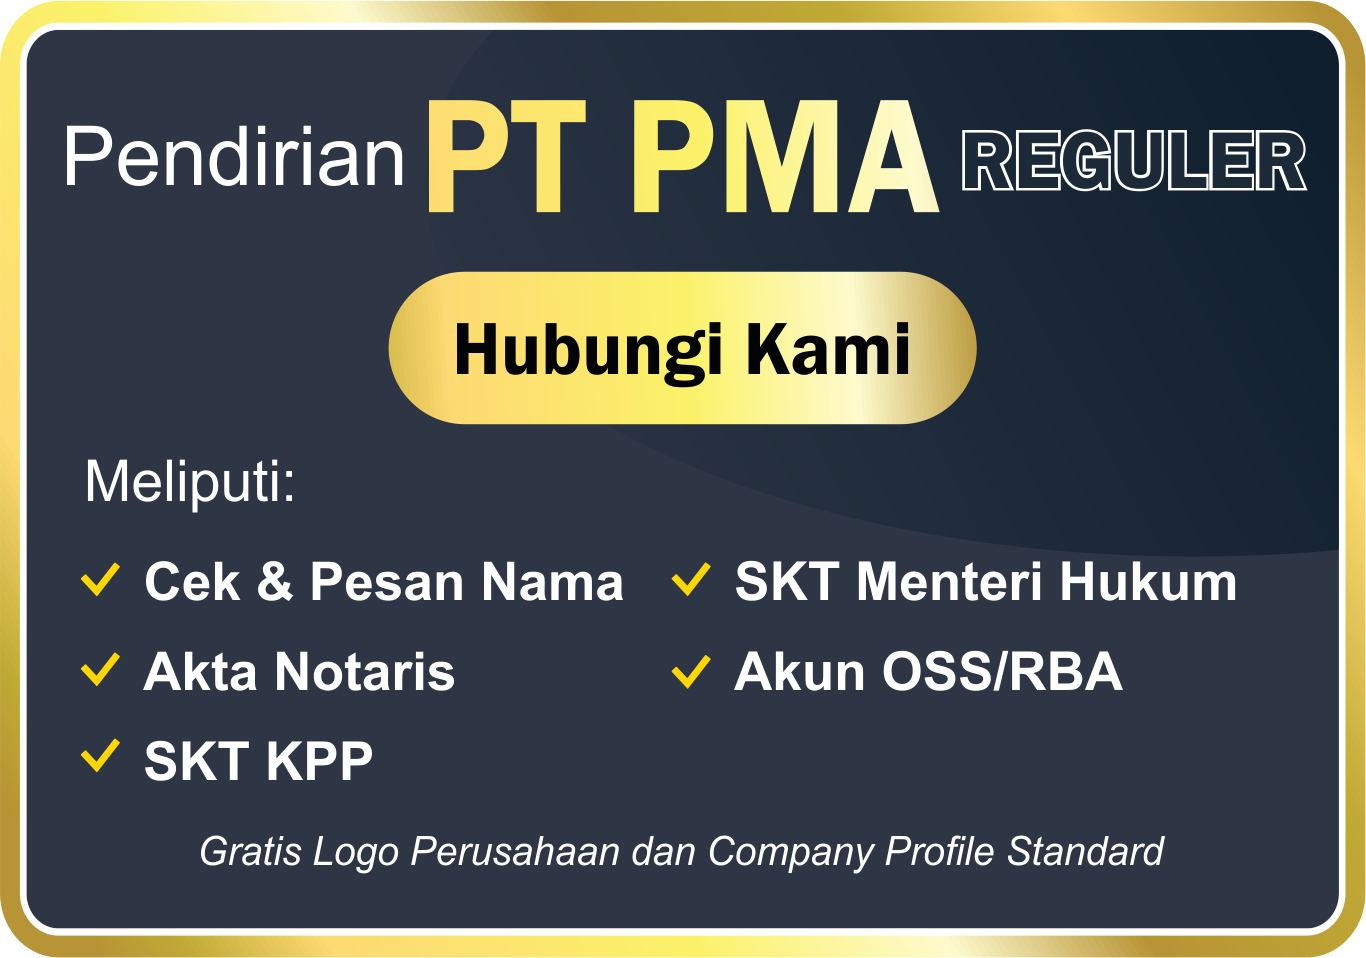 Pendirian PT PMA REGULER
Hubungi Kami
Meliputi:
Cek & Pesan Nama
Akta Notaris
SKT KPP
SKT Menteri Hukum
Akun OSS/RBA
Gratis Logo Perusahaan dan Company Profile Standard